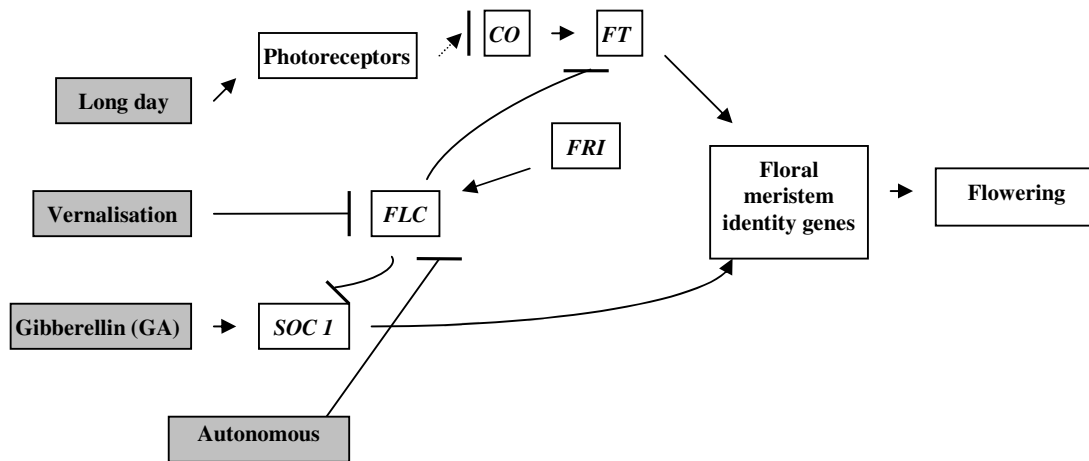 CO
FT
Photoreceptors
Long day
FRI
Floral
meristem
identity genes
Flowering
Vernalisation
FLC
Gibberellin (GA)
SOC 1
Autonomous